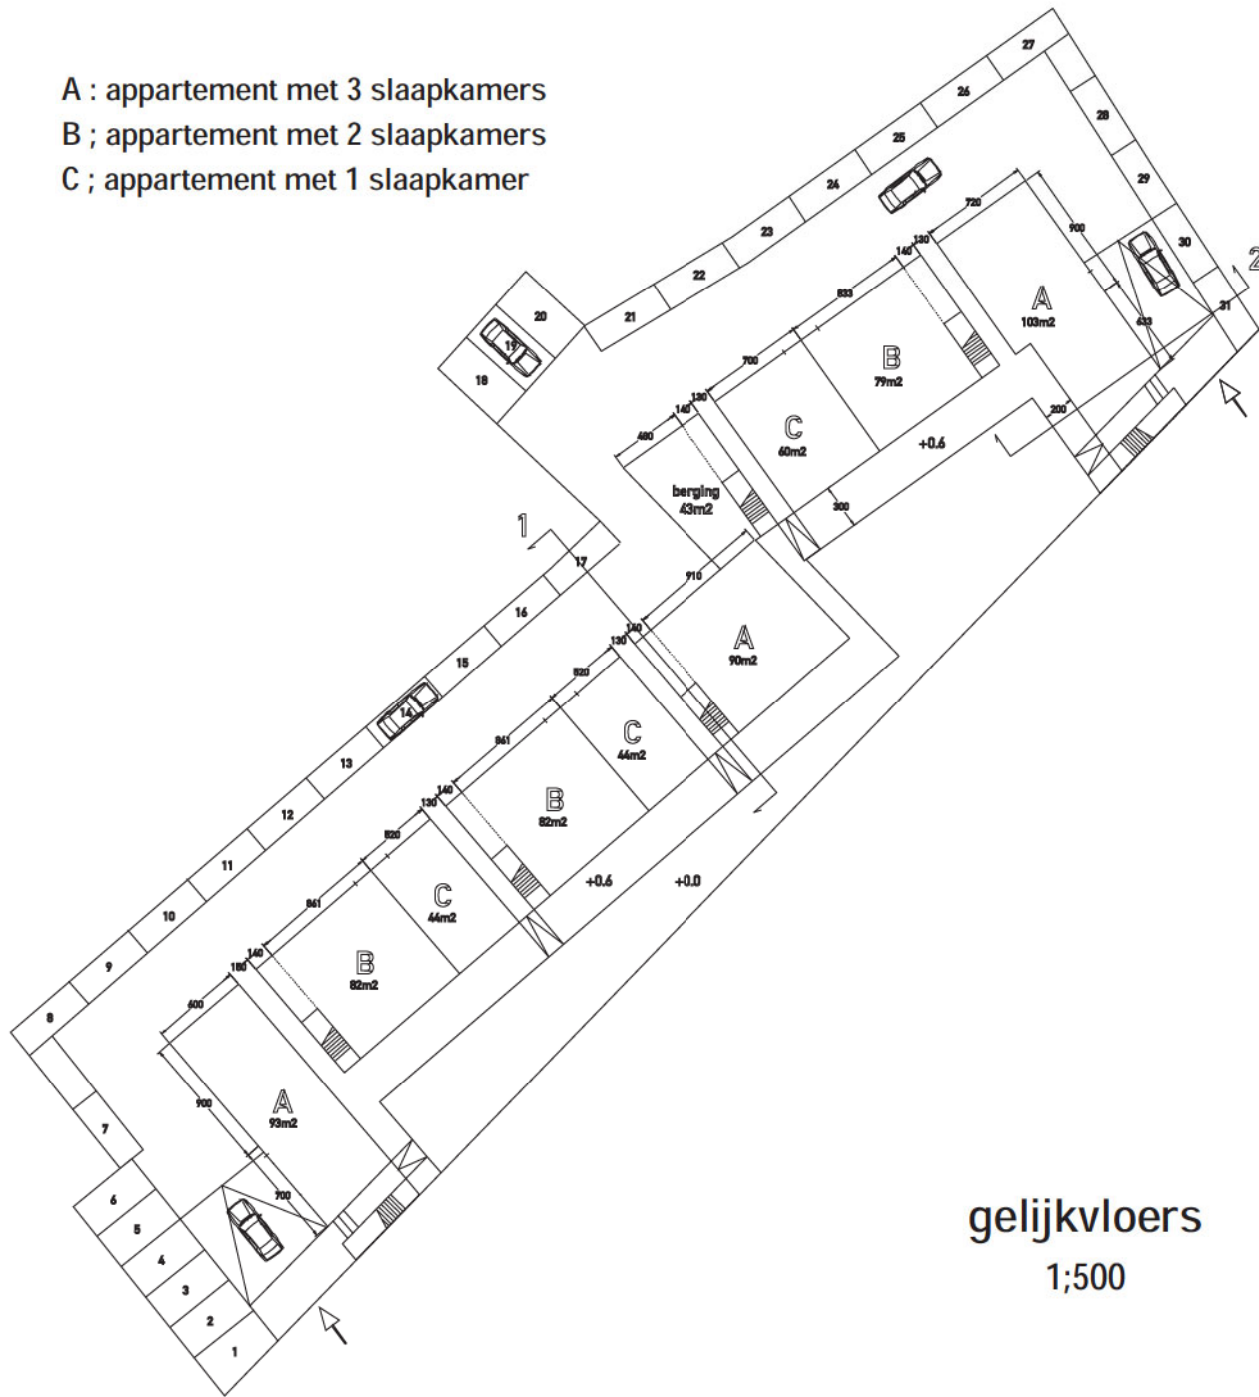 A : appartement met 3 slaapkamers
B ; appartement met 2 slaapkamers
C ; appartement met 1 slaapkamer
27
26
28
25
24
29
23
720
900
30
22
140
130
2
20
21
833
A
103m2
31
19
633
18
700
B
79m2
140
130
200
480
C
60m2
+0.6
berging
43m2
300
1
17
910
16
140
130
A
90m2
15
820
14
C
44m2
861
13
140
130
B
82m2
12
820
11
+0.6
+0.0
C
44m2
10
861
140
B
82m2
9
180
600
8
A
93m2
900
7
6
700
5
4
3
2
1
gelijkvloers
1;500